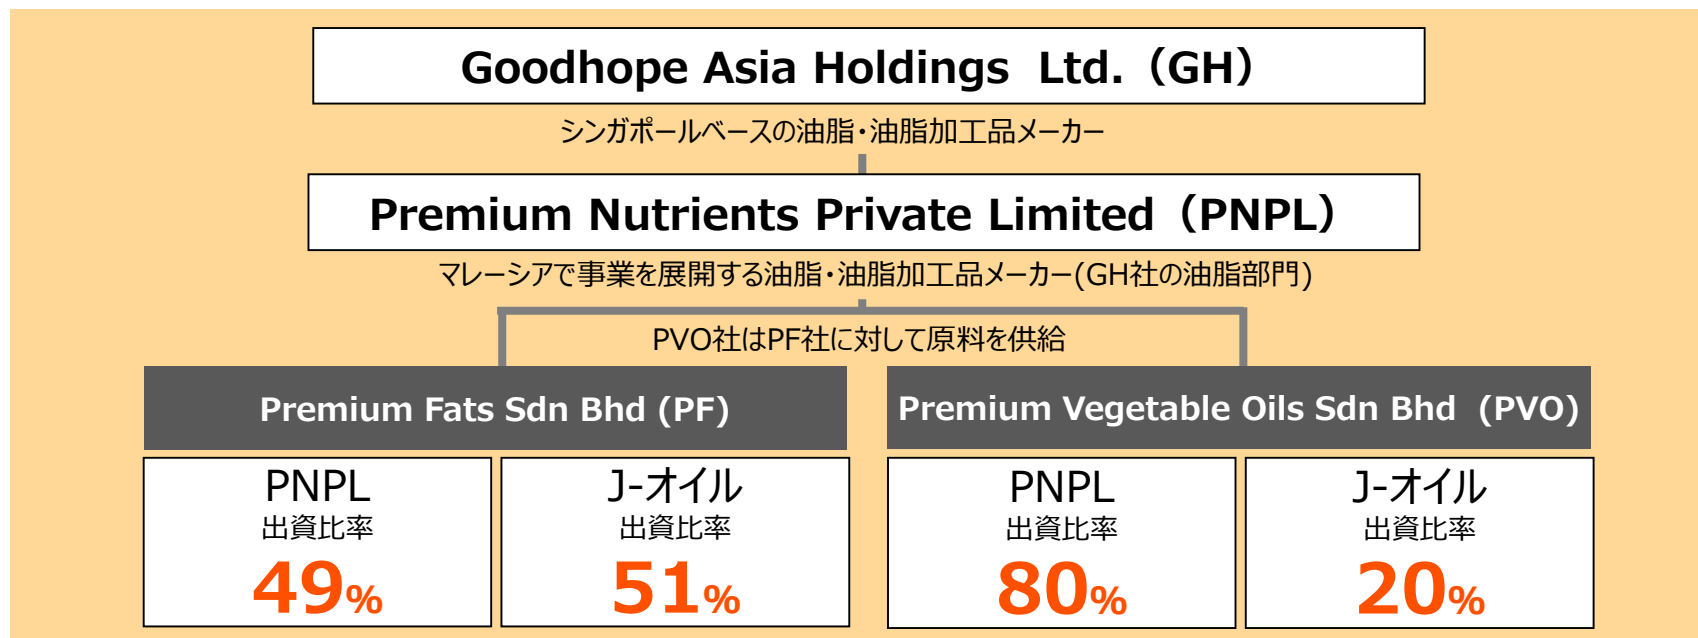 Goodhope Asia Holdings Ltd.（GH）
シンガポールベースの油脂・油脂加工品メーカー
Premium Nutrients Private Limited（PNPL）
マレーシアで事業を展開する油脂・油脂加工品メーカー(GH社の油脂部門)
PVO社はPF社に対して原料を供給
Premium Fats Sdn Bhd (PF)
PNPL
出資比率
49%
J-オイル
出資比率
51%
Premium Vegetable Oils Sdn Bhd (PVO)
PNPL
出資比率
80%
J-オイル
出資比率
20%